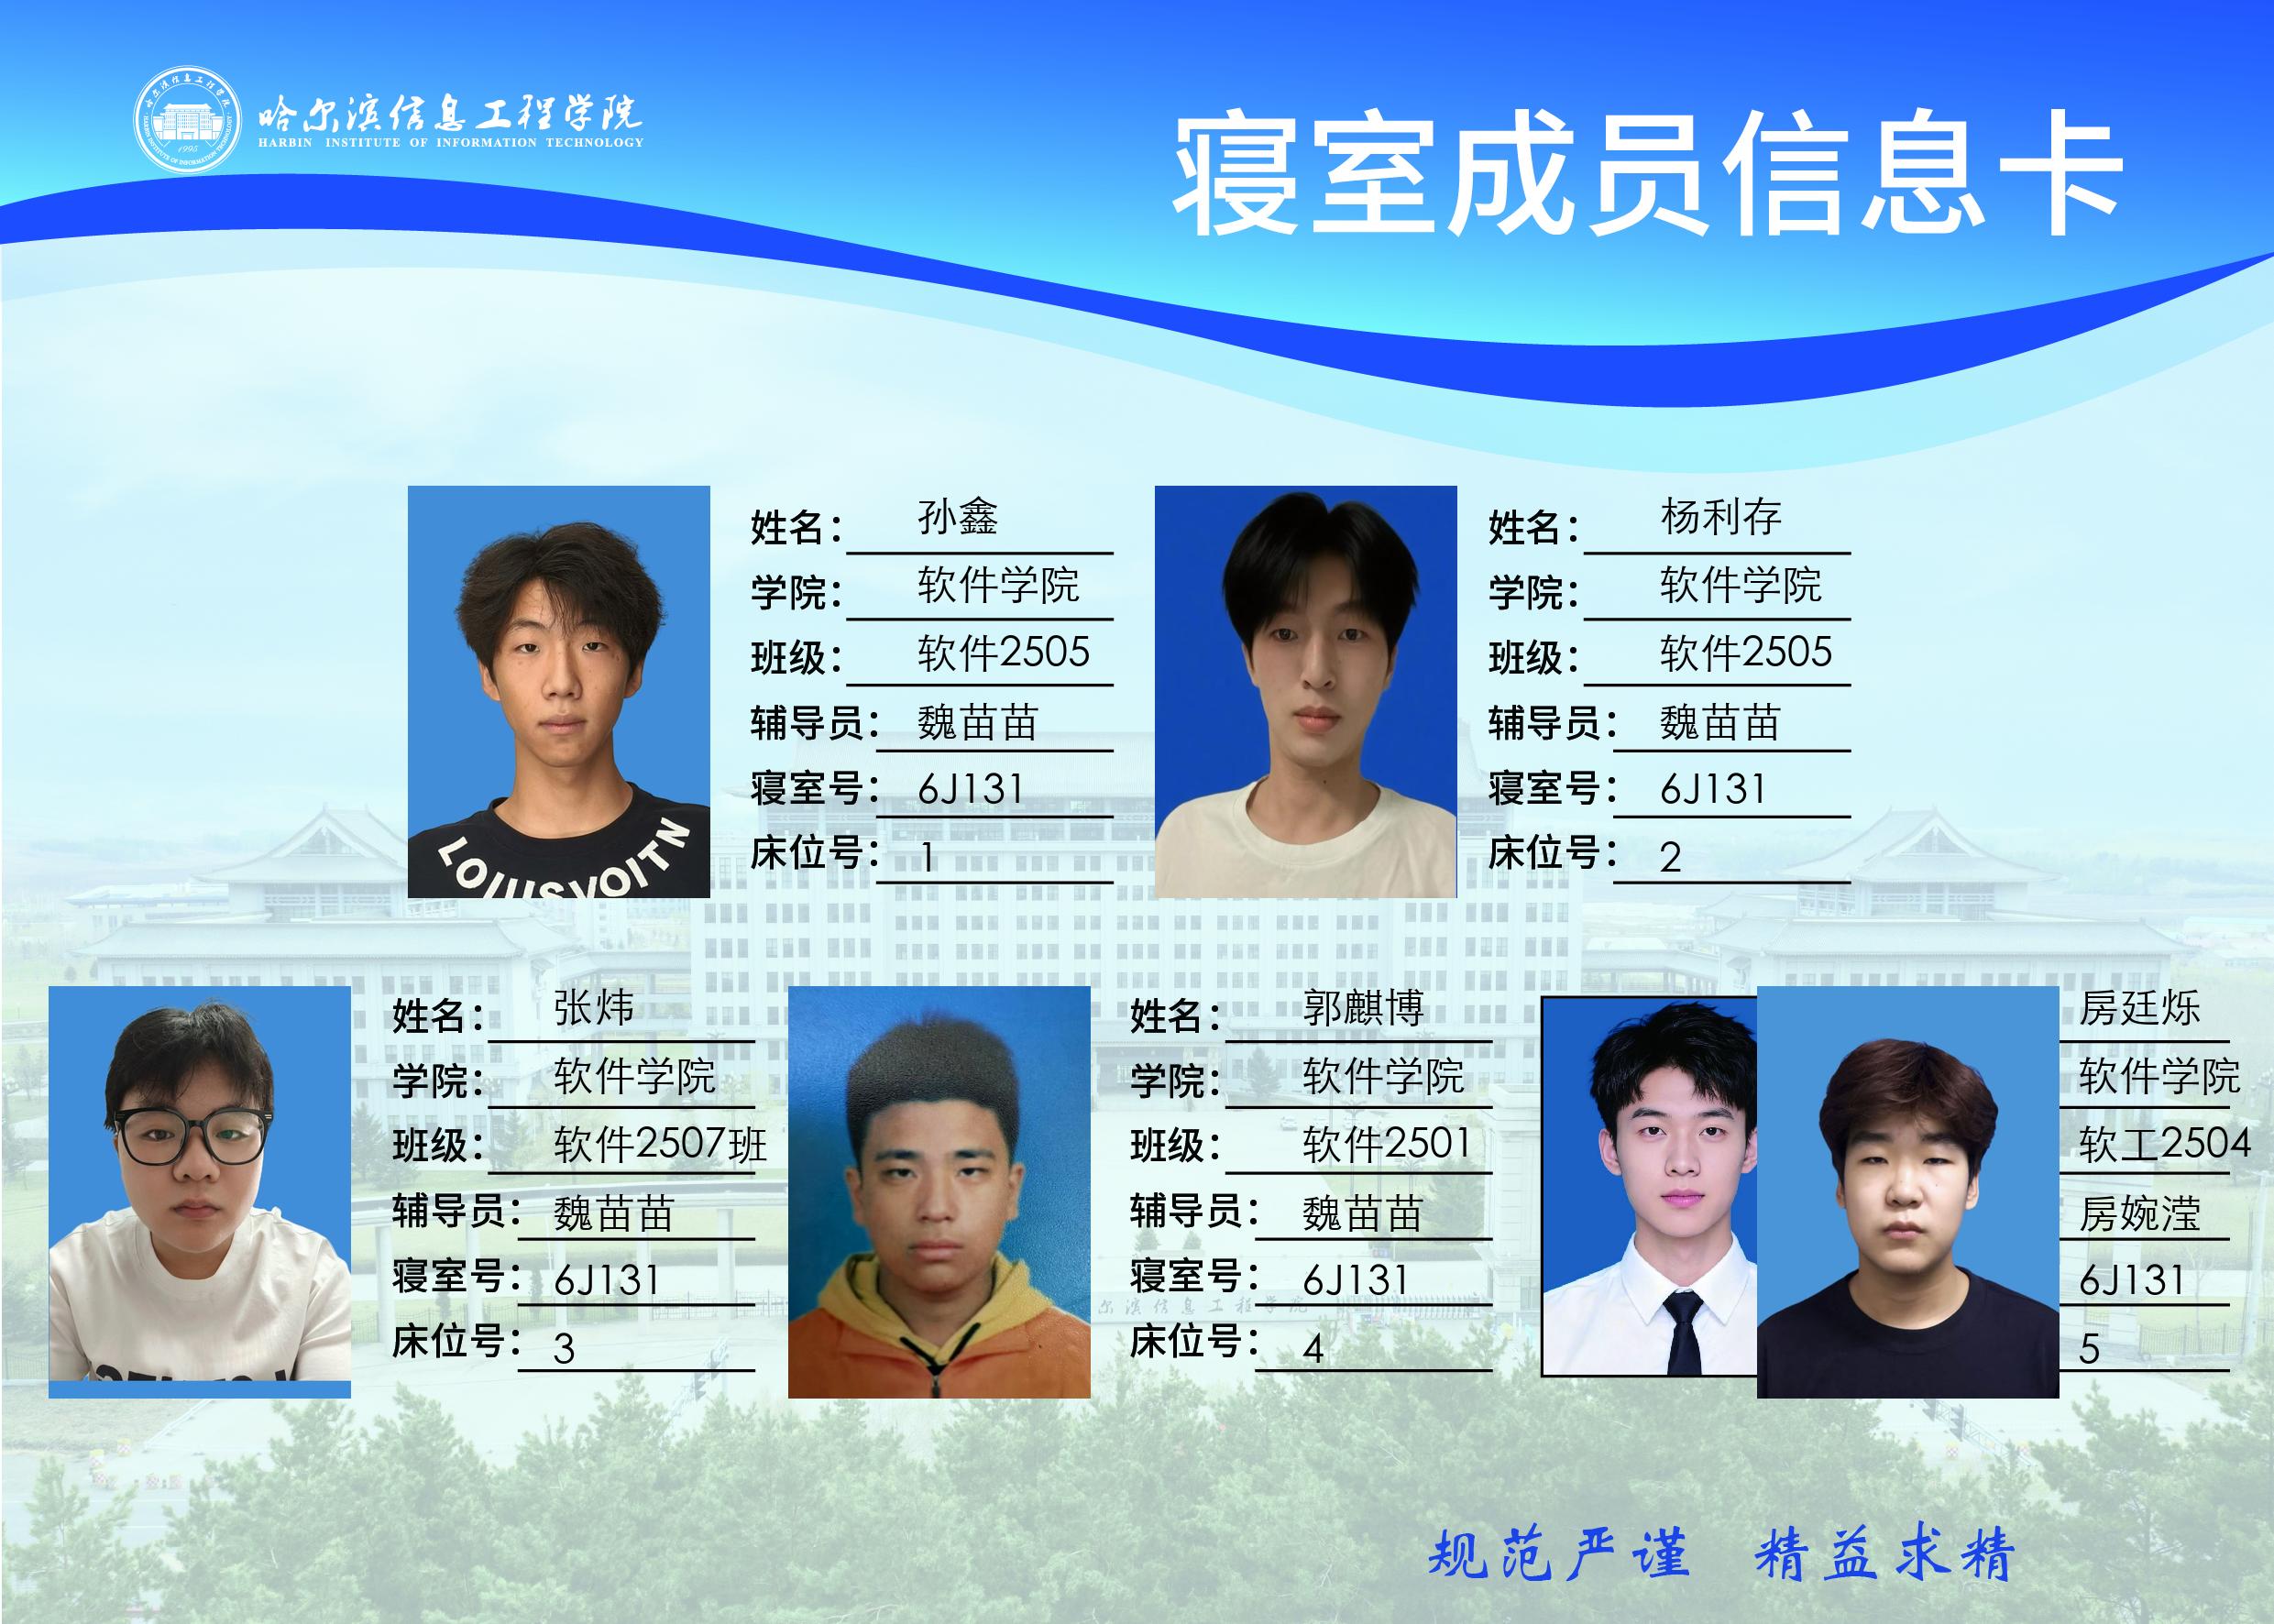 哈尔滨信息工程学院
HARBIN INSTITUTE OF INFORMATION TECHNOLOGY
1995
寝室成员信息卡
姓名： 孙鑫
学院： 软件学院
班级： 软件2505
辅导员： 魏苗苗
寝室号： 6J131
床位号： 1
姓名： 杨利存
学院： 软件学院
班级： 软件2505
辅导员： 魏苗苗
寝室号： 6J131
床位号： 2
姓名： 张炜
学院： 软件学院
班级： 软件2507班
辅导员： 魏苗苗
寝室号： 6J131
床位号： 3
姓名： 郭麒博
学院： 软件学院
班级： 软件2501
辅导员： 魏苗苗
寝室号： 6J131
床位号： 4
房廷烁
软件学院
软工2504
房婉滢
6J131
5
规范严谨 精益求精